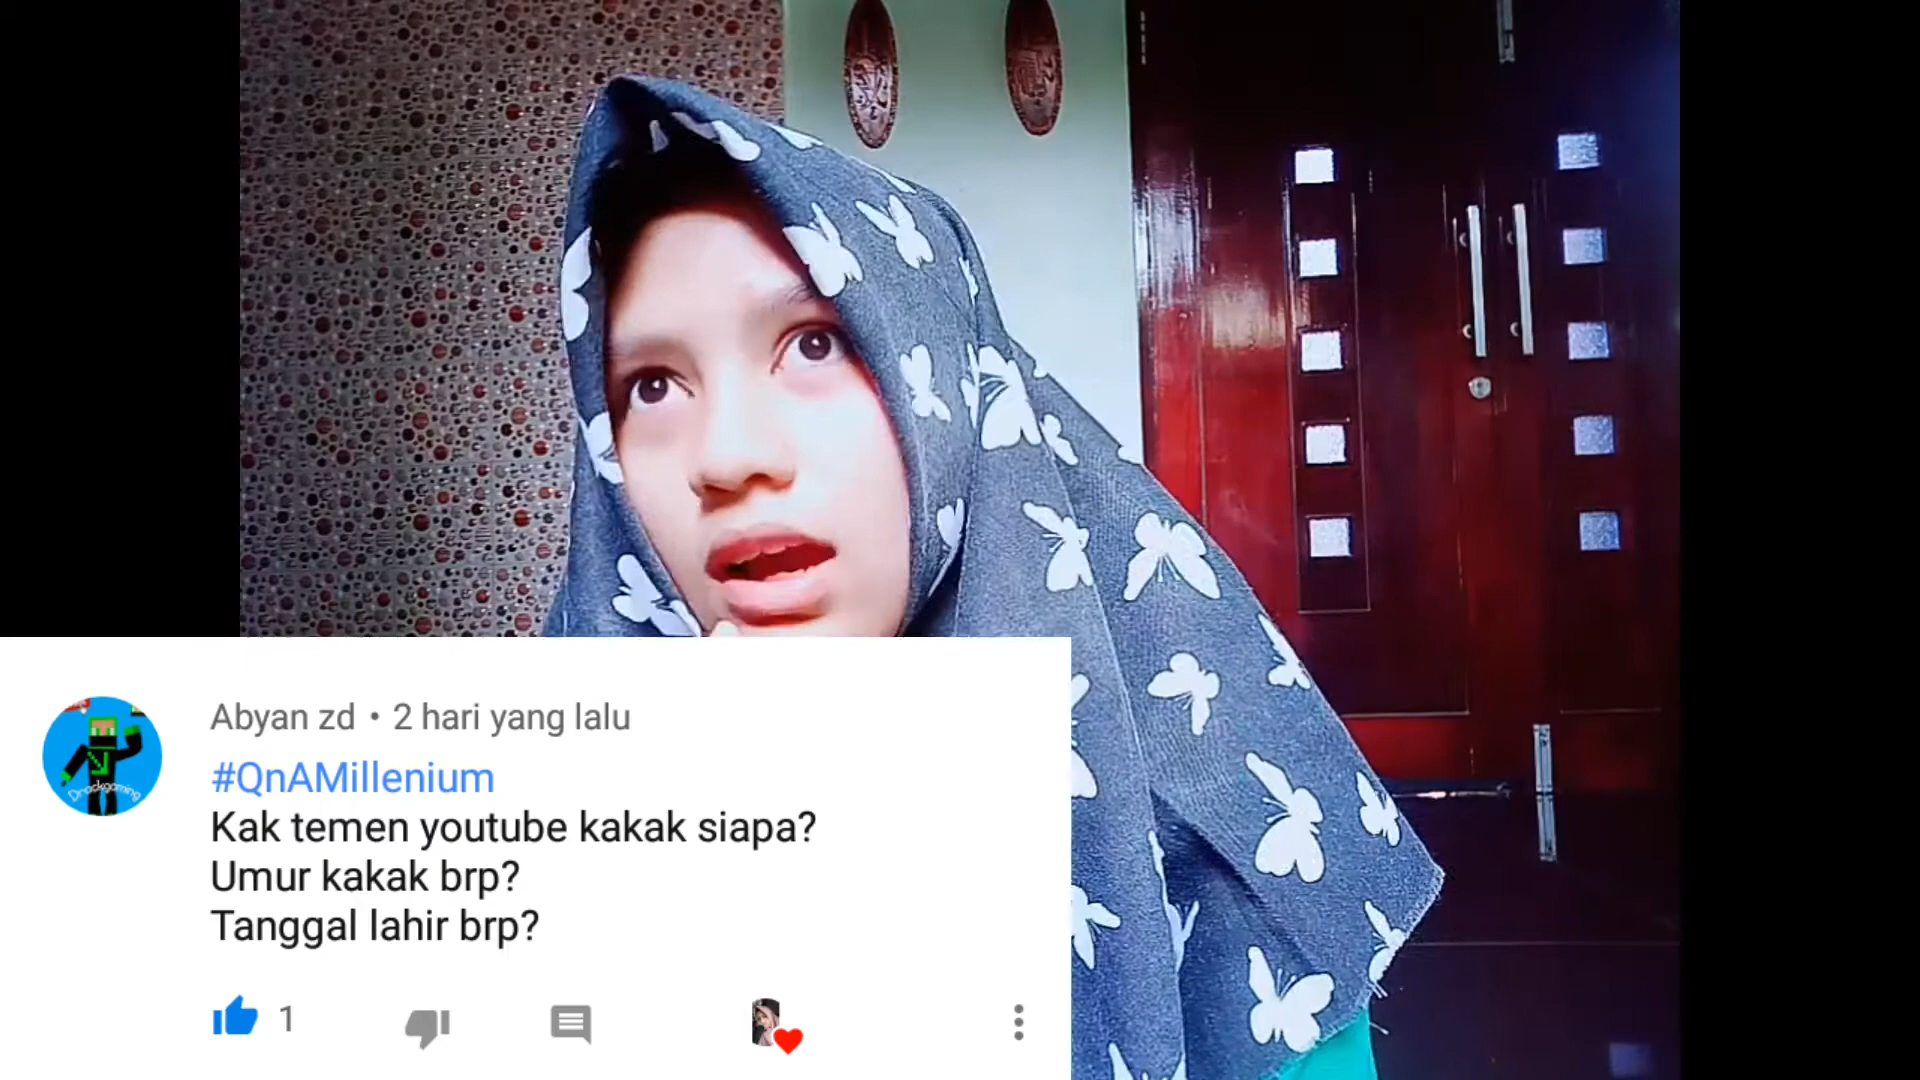 Abyan zd • 2 hari yang lalu
#QnAMillenium
Kak temen youtube kakak siapa?
Umur kakak brp?
Tanggal lahir brp?
1
Dnackgaming